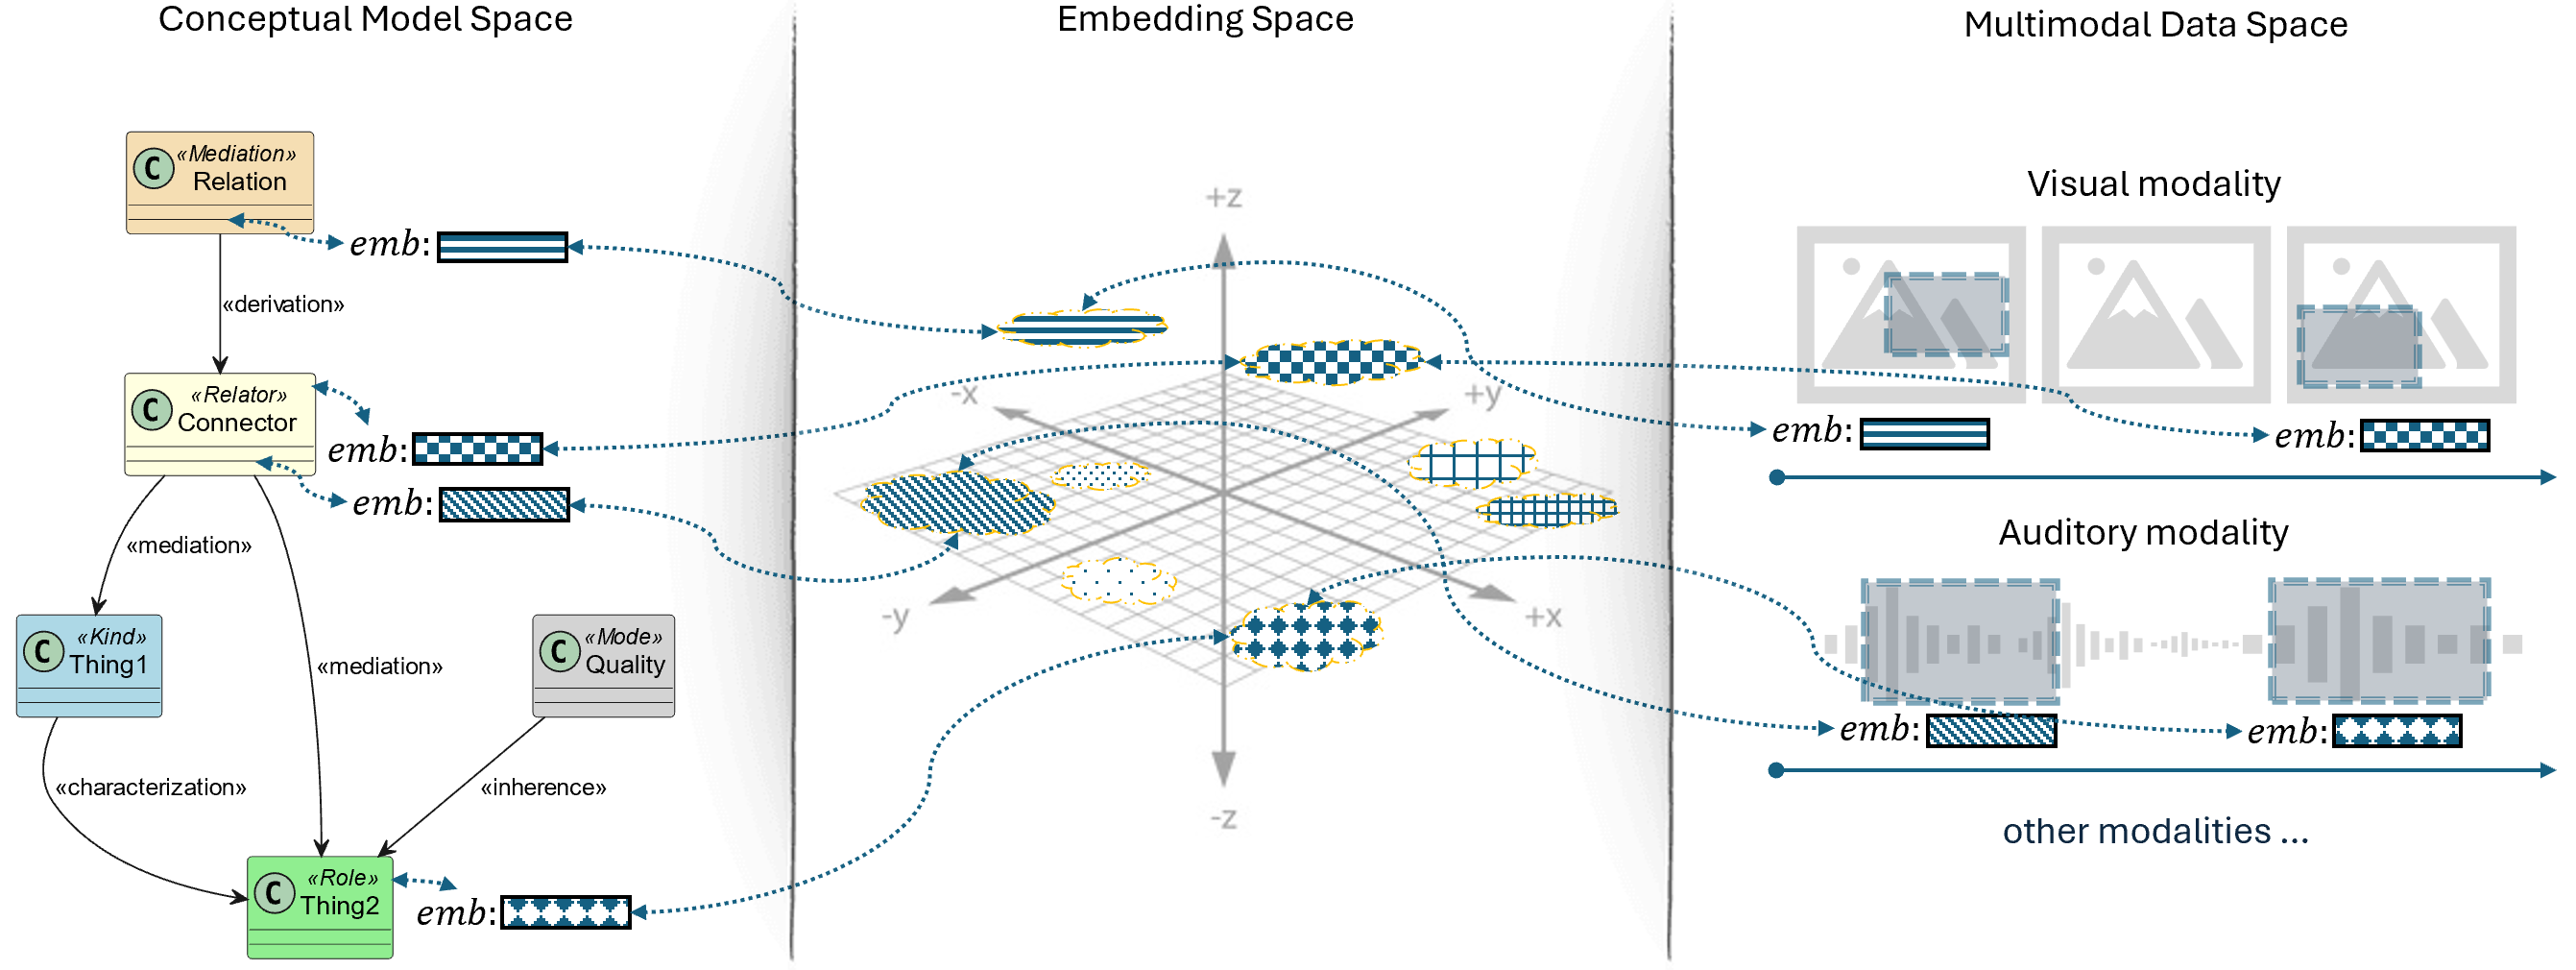 Conceptual Model Space
Embedding Space
Multimodal Data Space
C
«Mediation»
Relation
emb:
«derivation»
C
«Relator»
Connector
emb:
emb:
«mediation»
C
«Kind»
Thing1
«mediation»
C
«Mode»
Quality
«characterization»
«inherence»
C
«Role»
Thing2
emb:
+z
-x
+y
-y
+x
-z
Visual modality
emb:
emb:
Auditory modality
emb:
emb:
other modalities ...